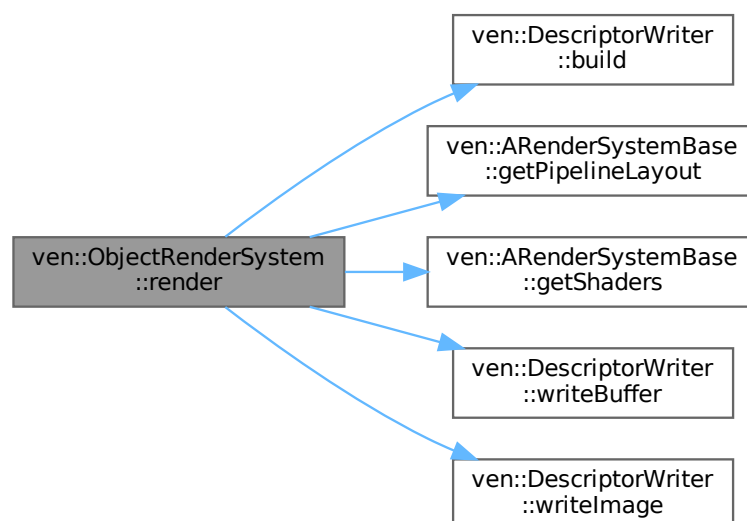 ven::DescriptorWriter
::build
ven::ARenderSystemBase
::getPipelineLayout
ven::ObjectRenderSystem
::render
ven::ARenderSystemBase
::getShaders
ven::DescriptorWriter
::writeBuffer
ven::DescriptorWriter
::writeImage